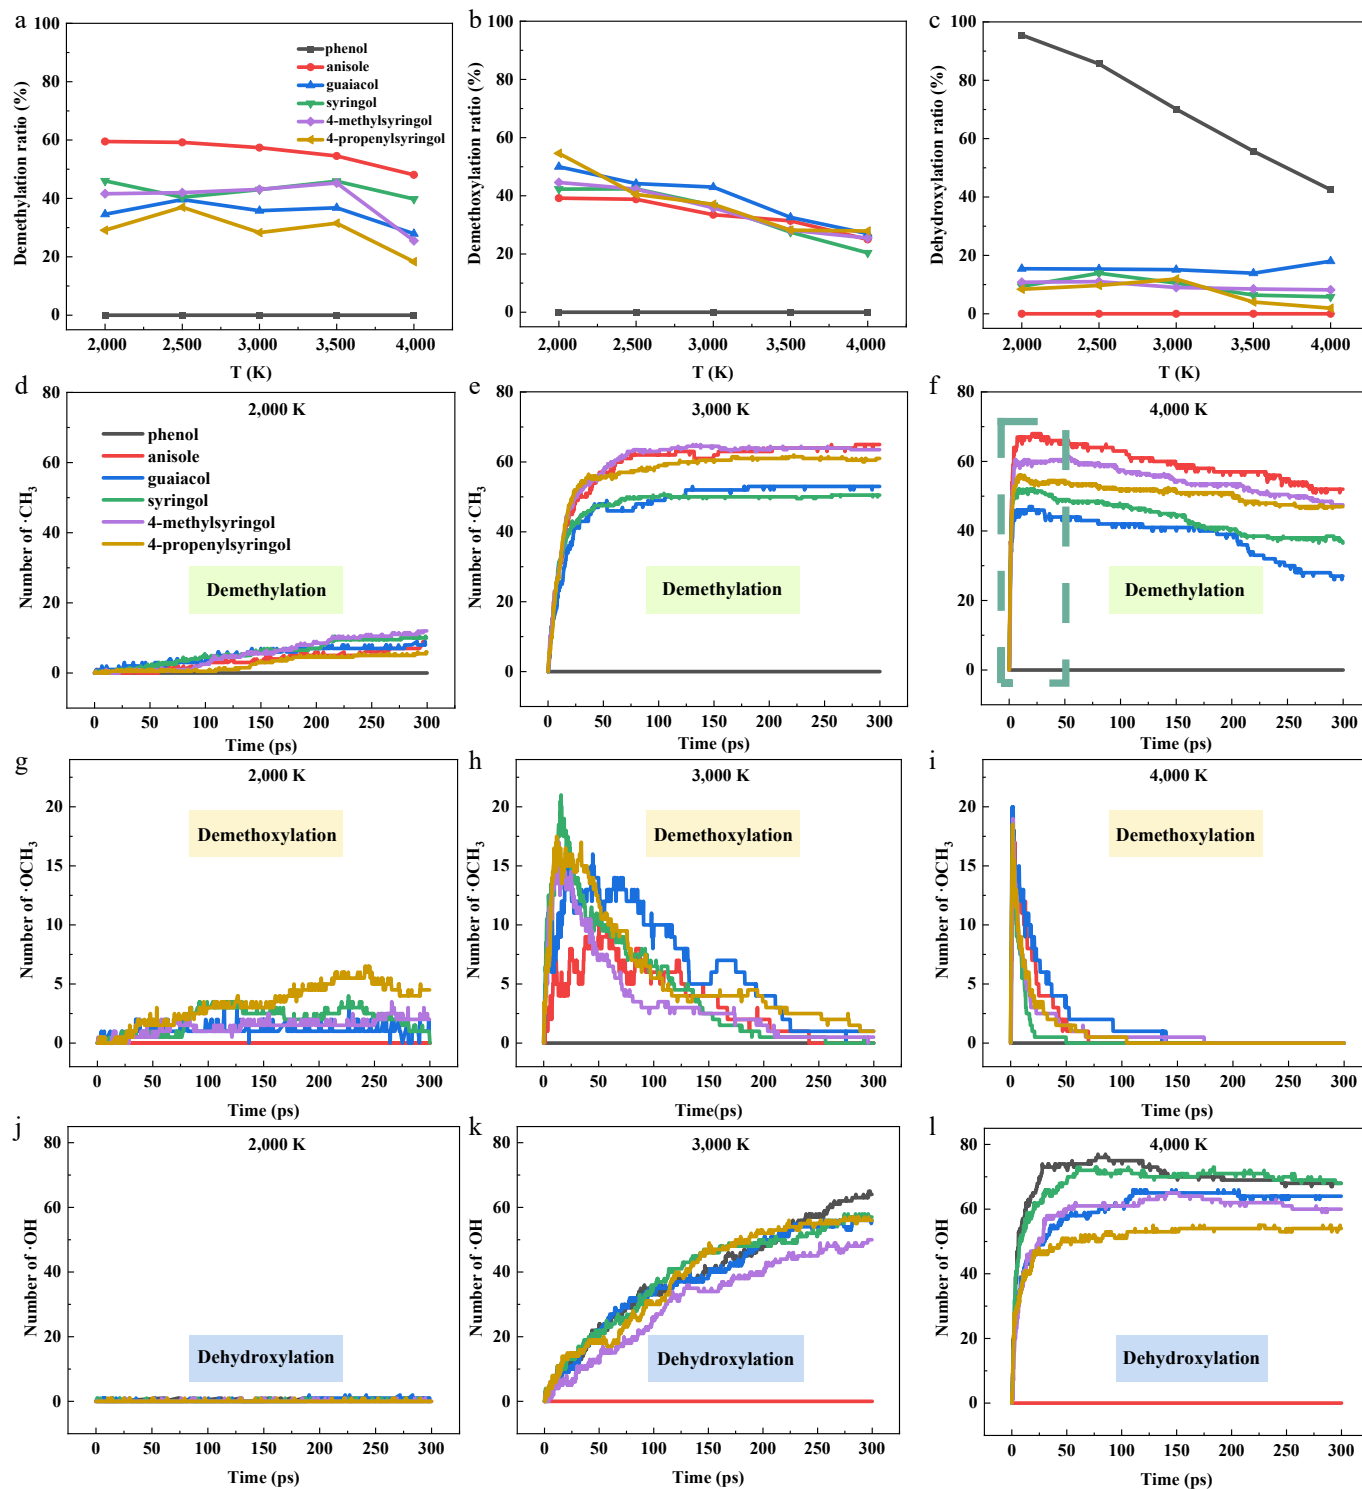 a
100
80
60
40
20
0
Demethylation ratio (%)
phenol
anisole
guaiacol
syringol
4-methylsyringol
4-propenylsyringol
2,000 2,500 3,000 3,500 4,000
T (K)
b
100
80
60
40
20
0
Demethoxylation ratio (%)
2,000 2,500 3,000 3,500 4,000
T (K)
c
100
80
60
40
20
0
Dehydroxylation ratio (%)
2,000 2,500 3,000 3,500 4,000
T (K)
d
2,000 K
80
60
40
20
0
Number of ·CH3
phenol
anisole
guaiacol
syringol
4-methylsyringol
4-propenylsyringol
Demethylation
0 50 100 150 200 250 300
Time (ps)
e
3,000 K
80
60
40
20
0
Number of ·CH3
Demethylation
0 50 100 150 200 250 300
Time (ps)
f
4,000 K
80
60
40
20
0
Number of ·CH3
Demethylation
0 50 100 150 200 250 300
Time (ps)
g
2,000 K
20
15
10
5
0
Number of ·OCH3
Demethoxylation
0 50 100 150 200 250 300
Time (ps)
h
3,000 K
20
15
10
5
0
Number of ·OCH3
Demethoxylation
0 50 100 150 200 250 300
Time(ps)
i
4,000 K
20
15
10
5
0
Number of ·OCH3
Demethoxylation
0 50 100 150 200 250 300
Time (ps)
j
2,000 K
80
60
40
20
0
Number of ·OH
Dehydroxylation
0 50 100 150 200 250 300
Time (ps)
k
3,000 K
80
60
40
20
0
Number of ·OH
Dehydroxylation
0 50 100 150 200 250 300
Time (ps)
l
4,000 K
80
60
40
20
0
Number of ·OH
Dehydroxylation
0 50 100 150 200 250 300
Time (ps)